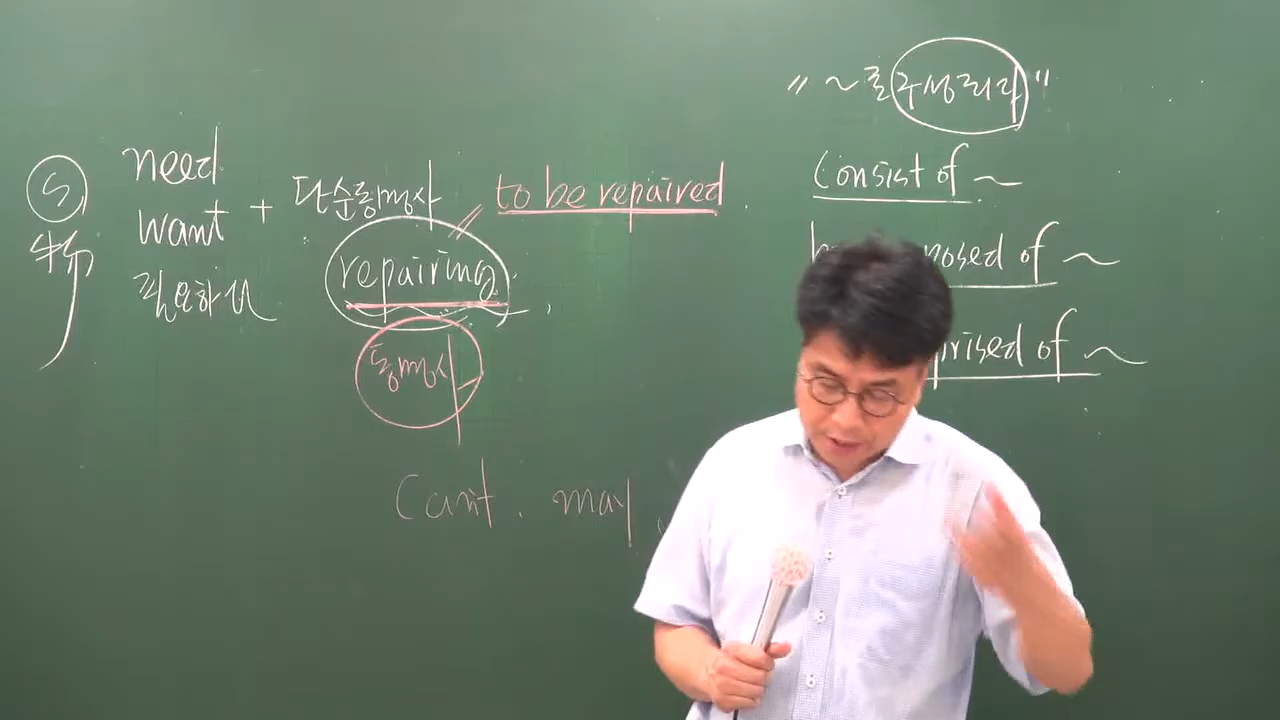 Ⓢ need
物 want + 단순동명사 = to be repaired.
필요하다 repairing.
동명사
can't. may
" ~로 구성되다 "
Consist of ~
posed of ~
prised of ~